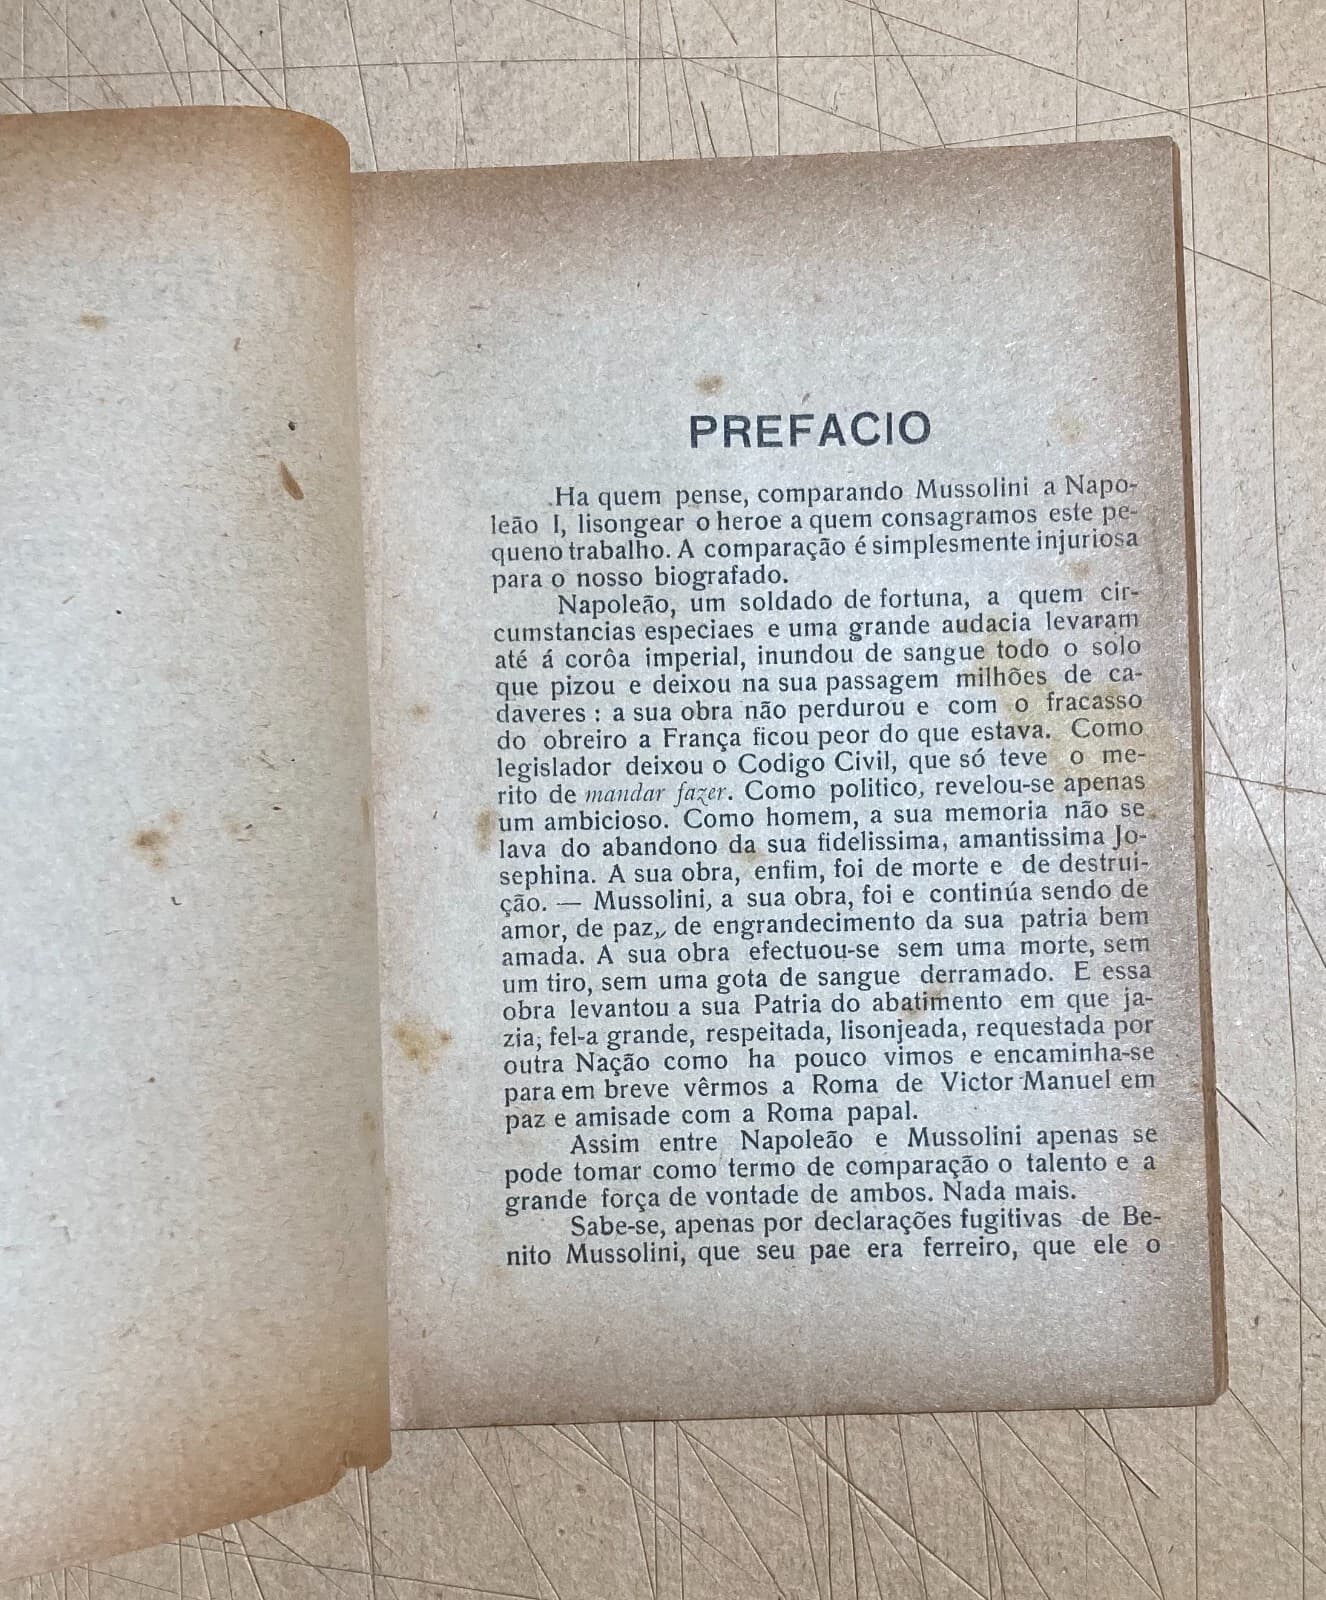 PREFACIO
Ha quem pense, comparando Mussolini a Napo-
leão I, lisongear o heroe a quem consagramos este pe-
queno trabalho. A comparação é simplesmente injuriosa
para o nosso biografado.
Napoleão, um soldado de fortuna, a quem cir-
cumstancias especiaes e uma grande audacia levaram
até á corôa imperial, inundou de sangue todo o solo
que pizou e deixou na sua passagem milhões de ca-
daveres : a sua obra não perdurou e com o fracasso
do obreiro a França ficou peor do que estava. Como
legislador deixou o Codigo Civil, que só teve o me-
rito de mandar fazer. Como politico, revelou-se apenas
um ambicioso. Como homem, a sua memoria não se
lava do abandono da sua fidelissima, amantissima Jo-
sephina. A sua obra, enfim, foi de morte e de destrui-
ção. — Mussolini, a sua obra, foi e continúa sendo de
amor, de paz, de engrandecimento da sua patria bem
amada. A sua obra efectuou-se sem uma morte, sem
um tiro, sem uma gota de sangue derramado. E essa
obra levantou a sua Patria do abatimento em que ja-
zia; fel-a grande, respeitada, lisonjeada, requestada por
outra Nação como ha pouco vimos e encaminha-se
para em breve vêrmos a Roma de Victor Manuel em
paz e amisade com a Roma papal.
Assim entre Napoleão e Mussolini apenas se
pode tomar como termo de comparação o talento e a
grande força de vontade de ambos. Nada mais.
Sabe-se, apenas por declarações fugitivas de Be-
nito Mussolini, que seu pae era ferreiro, que ele o